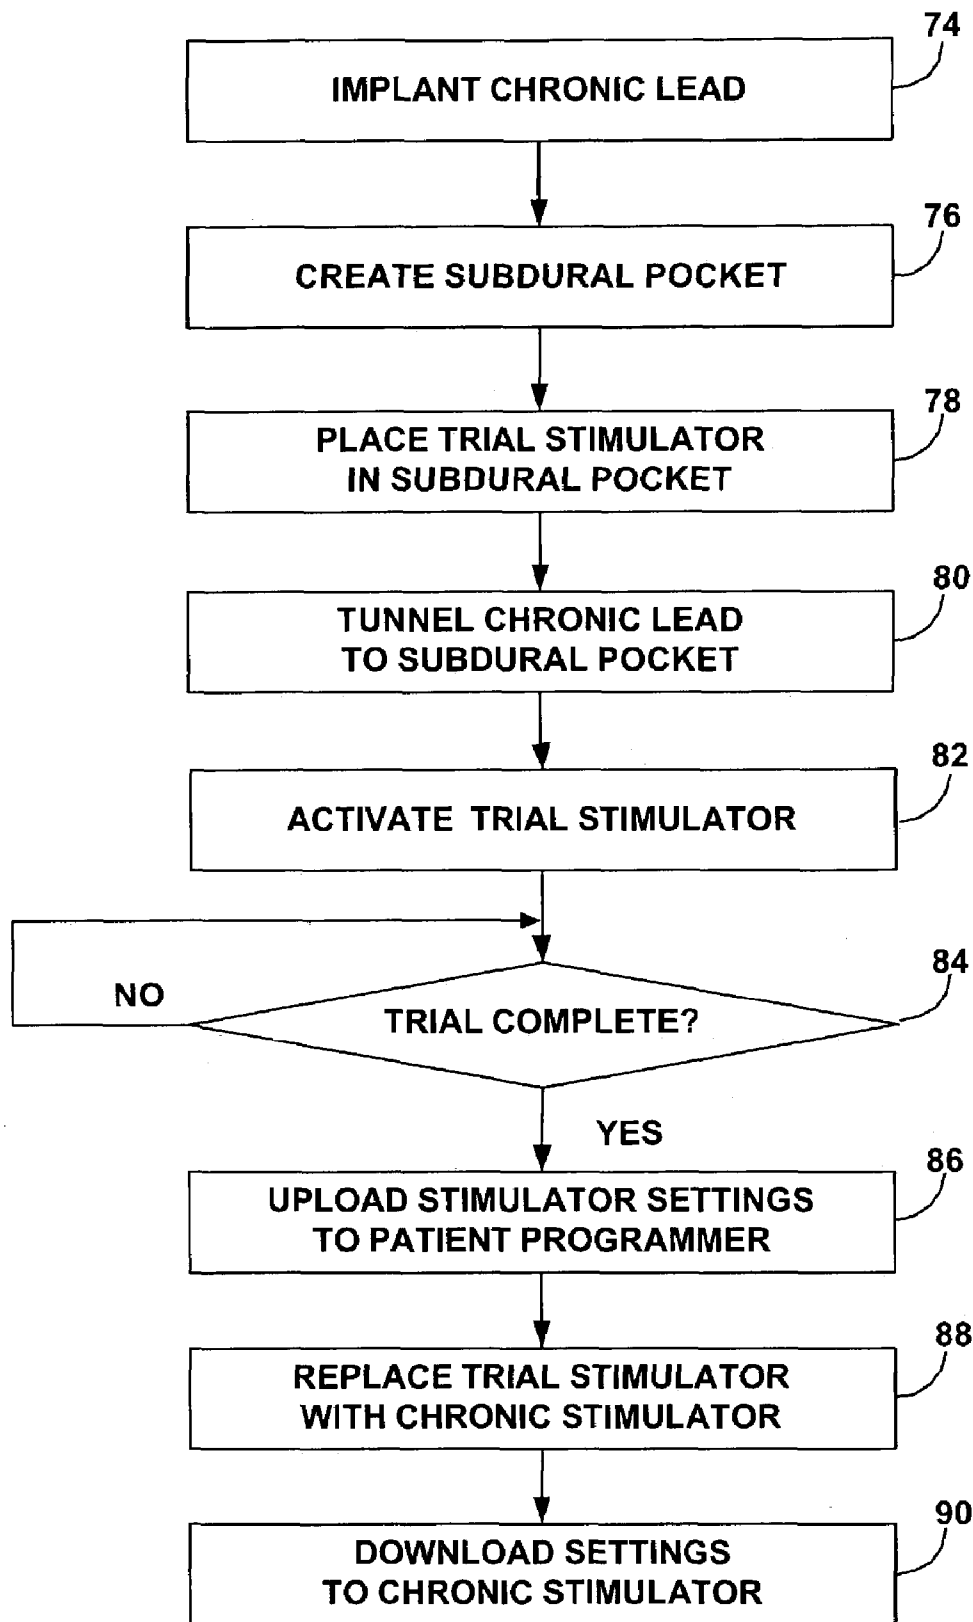 74
IMPLANT CHRONIC LEAD
76
CREATE SUBDURAL POCKET
78
PLACE TRIAL STIMULATOR
IN SUBDURAL POCKET
80
TUNNEL CHRONIC LEAD
TO SUBDURAL POCKET
82
ACTIVATE TRIAL STIMULATOR
84
NO
TRIAL COMPLETE?
YES
86
UPLOAD STIMULATOR SETTINGS
TO PATIENT PROGRAMMER
88
REPLACE TRIAL STIMULATOR
WITH CHRONIC STIMULATOR
90
DOWNLOAD SETTINGS
TO CHRONIC STIMULATOR